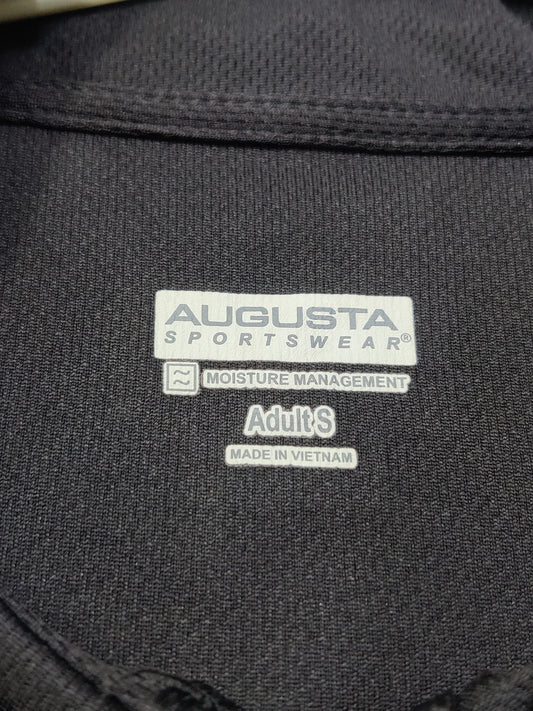 AUGUSTA
SPORTSWEAR®
MOISTURE MANAGEMENT
Adult S
MADE IN VIETNAM